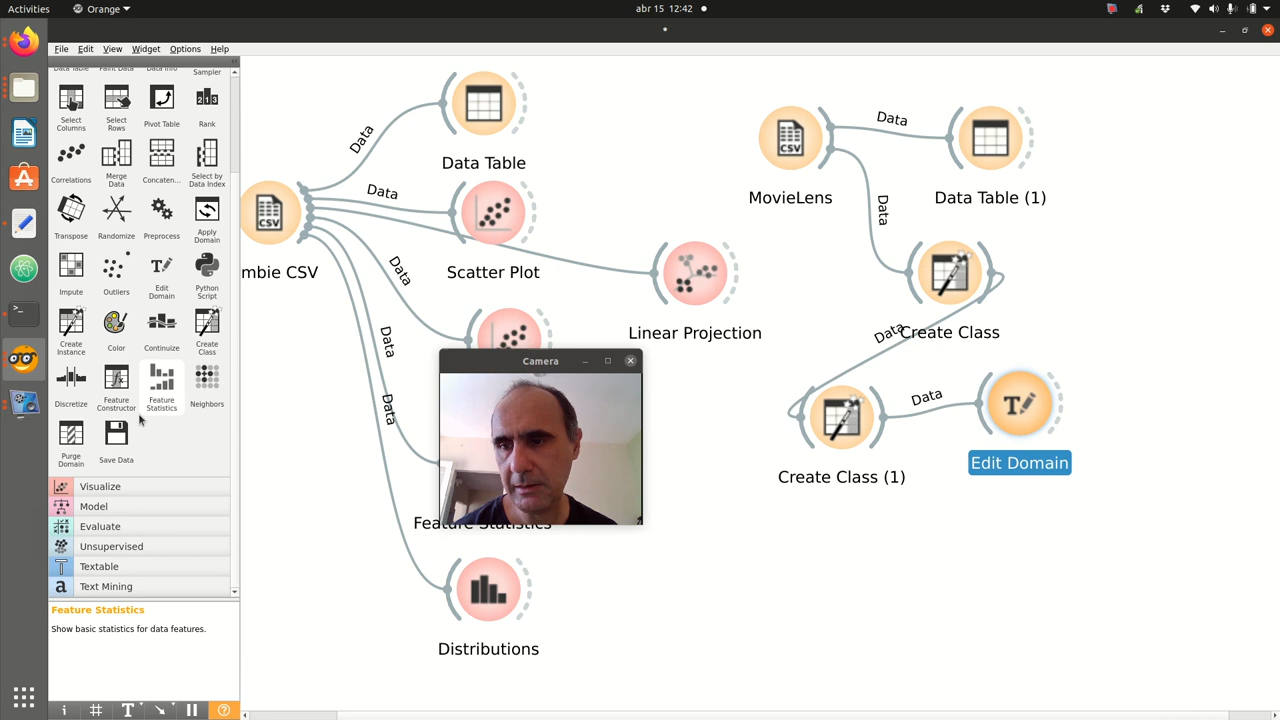 Activities
Orange
abr 15 12:42
*
File Edit View Widget Options Help
Data Table Paint Data Data Info Sampler
Select Columns
Select Rows
Pivot Table
Rank
Correlations
Merge Data
Concaten...
Select by Data Index
Transpose
Randomize
Preprocess
Apply Domain
Impute
Outliers
Edit Domain
Python Script
Create Instance
Color
Continuize
Create Class
Discretize
Feature Constructor
Feature Statistics
Neighbors
Purge Domain
Save Data
Visualize
Model
Evaluate
Unsupervised
Textable
Text Mining
Feature Statistics
Show basic statistics for data features.
Data
Data Table
Data
Scatter Plot
mbie CSV
Data
Data
Data
Linear Projection
Camera
Feature Statistics
Distributions
MovieLens
Data
Data Table (1)
Data
Create Class
Data
Create Class (1)
Data
Edit Domain